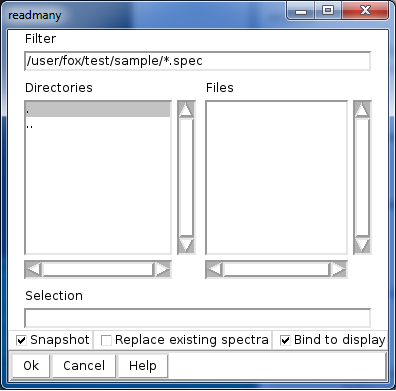 readmany
Filter
/user/fox/test/sample/*.spec
Directories
Files
.
..
Selection
Snapshot
Replace existing spectra
Bind to display
Ok
Cancel
Help